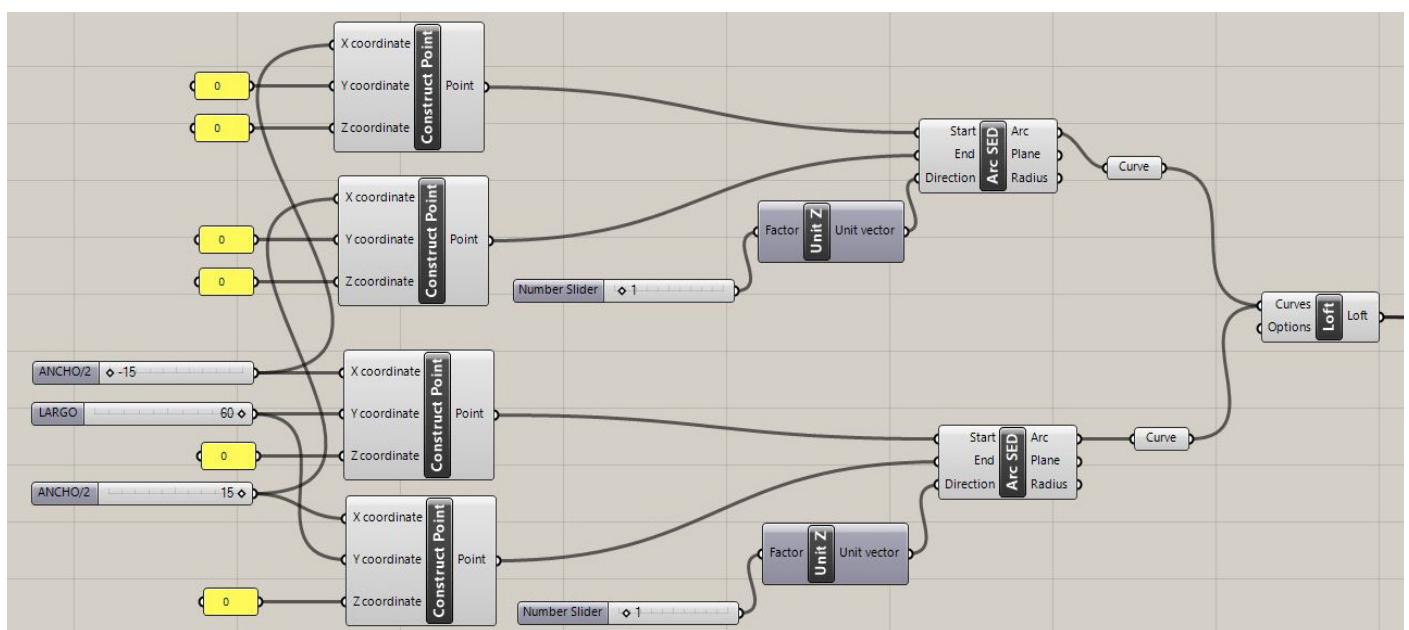 X coordinate
0
Y coordinate
Construct Point
Point
0
Z coordinate
Start
Arc SED
Arc
End
Plane
Direction
Radius
Curve
X coordinate
0
Y coordinate
Construct Point
Point
0
Z coordinate
Factor
Unit Z
Unit vector
Number Slider
1
Curves
Loft
Loft
Options
ANCHO/2
-15
X coordinate
LARGO
60
Y coordinate
Construct Point
Point
0
Z coordinate
ANCHO/2
15
Start
Arc SED
Arc
End
Plane
Direction
Radius
Curve
X coordinate
Y coordinate
Construct Point
Point
0
Z coordinate
Factor
Unit Z
Unit vector
Number Slider
1